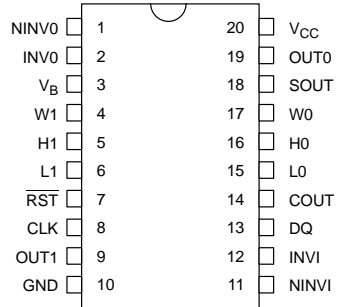 NINV0 1 20 VCC
INV0 2 19 OUT0
VB 3 18 SOUT
W1 4 17 W0
H1 5 16 H0
L1 6 15 L0
R̅S̅T̅ 7 14 COUT
CLK 8 13 DQ
OUT1 9 12 INVI
GND 10 11 NINVI